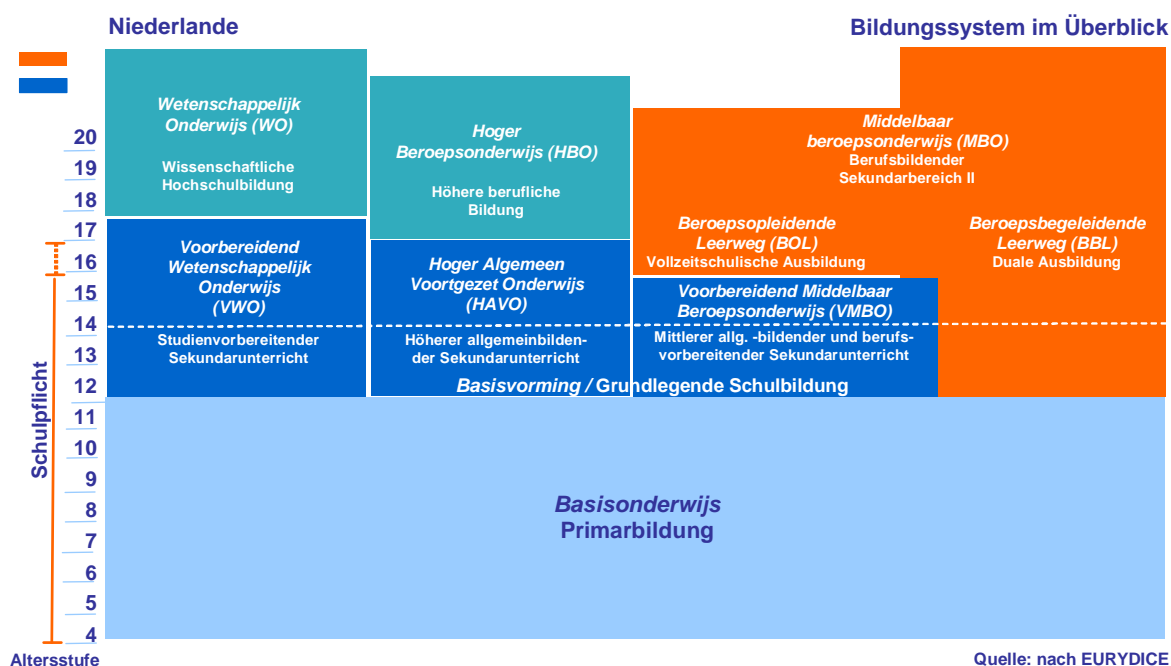 Niederlande
Bildungssystem im Überblick
Wetenschappelijk
Onderwijs (WO)
Wissenschaftliche
Hochschulbildung
Hoger
Beroepsonderwijs (HBO)
Höhere berufliche
Bildung
Middelbaar
beroepsonderwijs (MBO)
Berufsbildender
Sekundarbereich II
Beroepsopleidende
Leerweg (BOL)
Vollzeitschulische Ausbildung
Beroepsbegeleidende
Leerweg (BBL)
Duale Ausbildung
Voorbereidend
Wetenschappelijk
Onderwijs
(VWO)
Studienvorbereitender
Sekundarunterricht
Hoger Algemeen
Voortgezet Onderwijs
(HAVO)
Höherer allgemeinbilden-
der Sekundarunterricht
Voorbereidend Middelbaar
Beroepsonderwijs (VMBO)
Mittlerer allg. -bildender und berufs-
vorbereitender Sekundarunterricht
Basisvorming / Grundlegende Schulbildung
Basisonderwijs
Primarbildung
20
19
18
17
16
15
14
13
12
11
10
9
8
7
6
5
4
Schulpflicht
Altersstufe
Quelle: nach EURYDICE